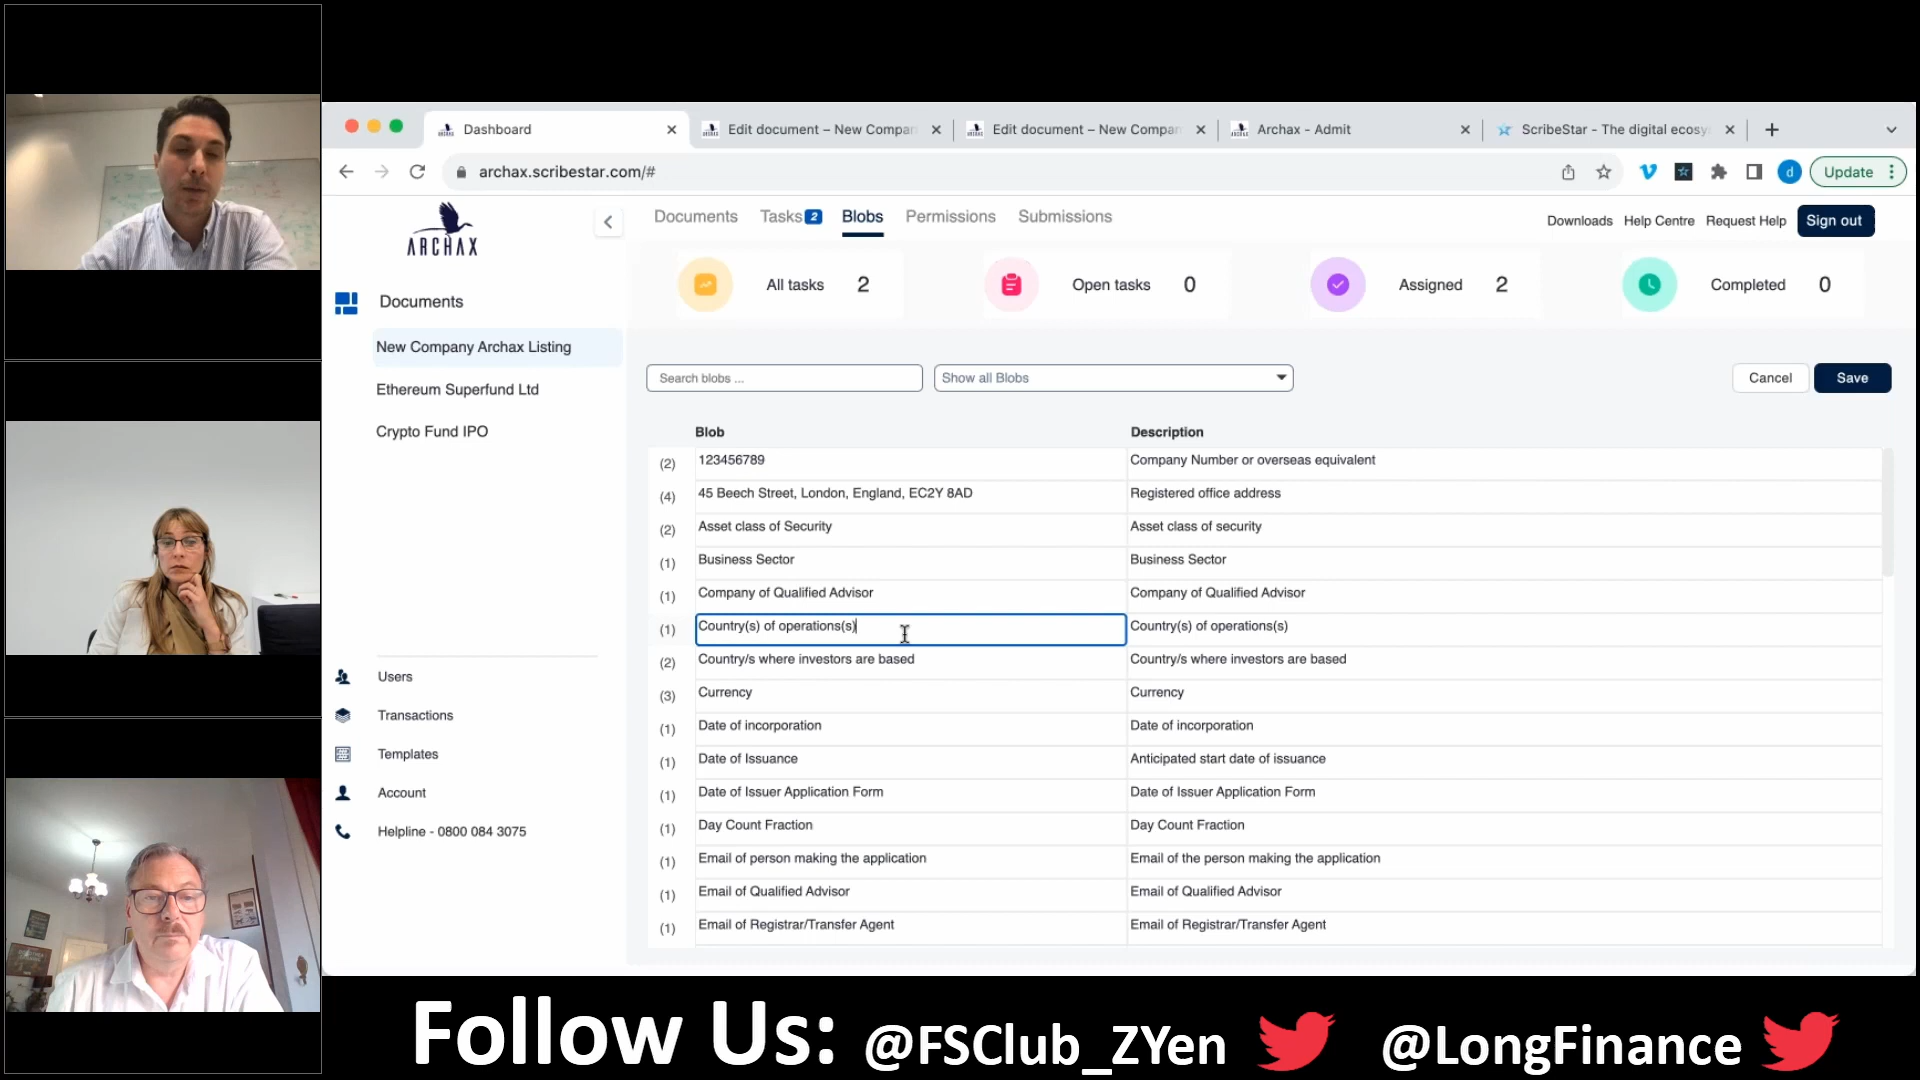 Dashboard
Edit document – New Compan
Edit document – New Compan
Archax - Admit
ScribeStar - The digital ecosy
archax.scribestar.com/#
d
Update
ARCHAX
Documents
Tasks 2
Blobs
Permissions
Submissions
Downloads
Help Centre
Request Help
Sign out
All tasks 2
Open tasks 0
Assigned 2
Completed 0
Documents
New Company Archax Listing
Ethereum Superfund Ltd
Crypto Fund IPO
Users
Transactions
Templates
Account
Helpline - 0800 084 3075
Search blobs ...
Show all Blobs
Cancel
Save
Blob Description
(2) 123456789 Company Number or overseas equivalent
(4) 45 Beech Street, London, England, EC2Y 8AD Registered office address
(2) Asset class of Security Asset class of security
(1) Business Sector Business Sector
(1) Company of Qualified Advisor Company of Qualified Advisor
(1) Country(s) of operations(s) Country(s) of operations(s)
(2) Country/s where investors are based Country/s where investors are based
(3) Currency Currency
(1) Date of incorporation Date of incorporation
(1) Date of Issuance Anticipated start date of issuance
(1) Date of Issuer Application Form Date of Issuer Application Form
(1) Day Count Fraction Day Count Fraction
(1) Email of person making the application Email of the person making the application
(1) Email of Qualified Advisor Email of Qualified Advisor
(1) Email of Registrar/Transfer Agent Email of Registrar/Transfer Agent
Follow Us: @FSClub_ZYen @LongFinance